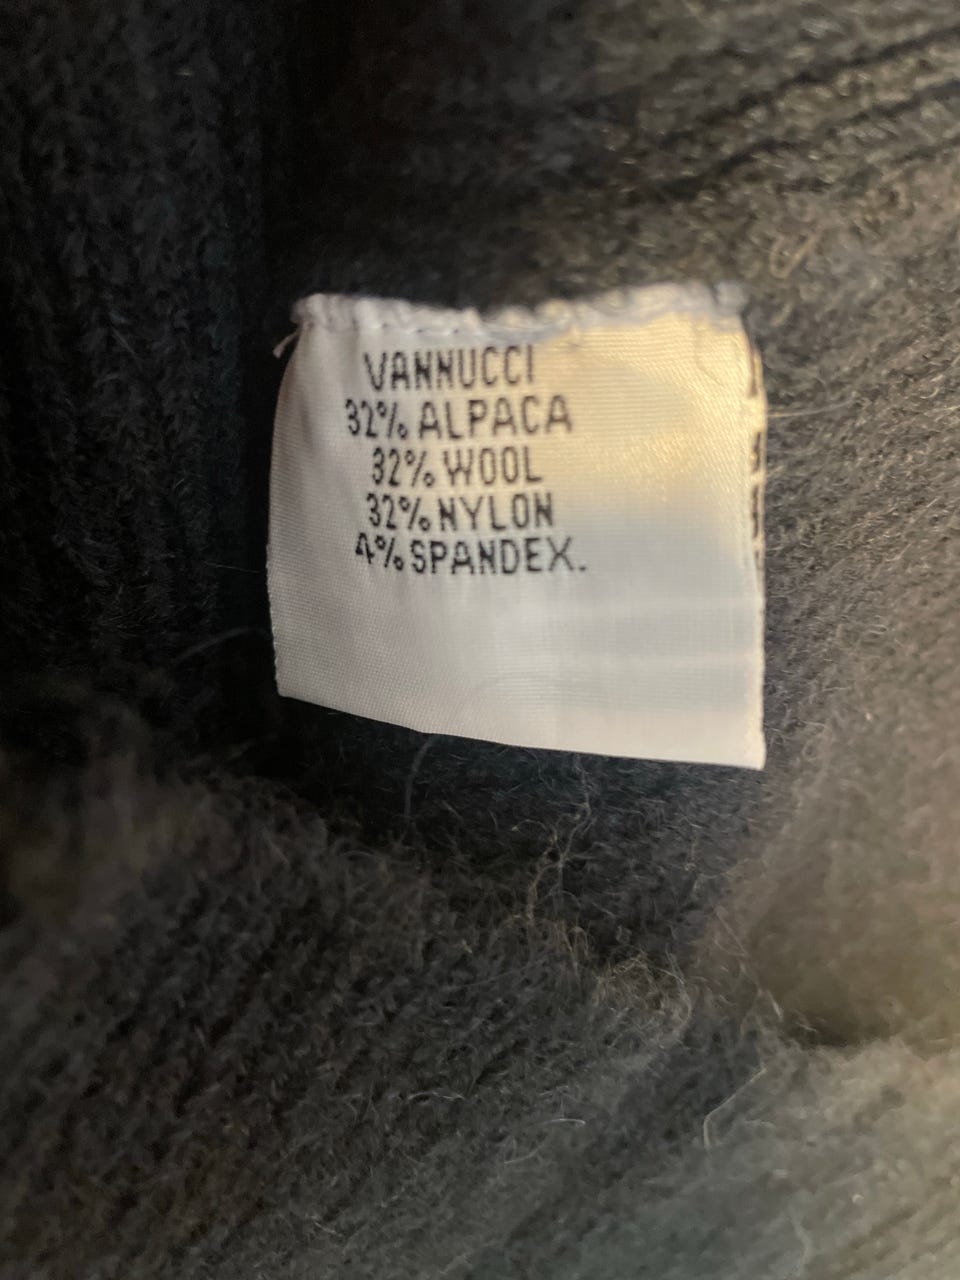 VANNUCCI
32% ALPACA
32% WOOL
32% NYLON
4% SPANDEX.